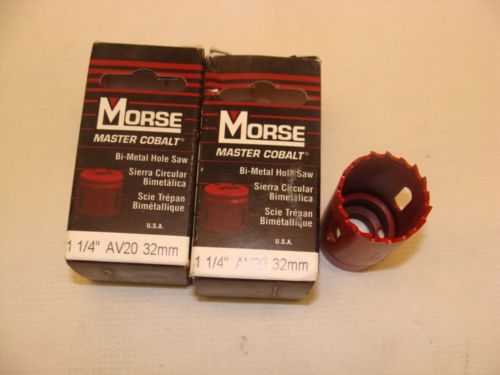 MORSE
MASTER COBALT®
Bi-Metal Hole Saw
Sierra Circular
Bimetálica
Scie Trépan
Bimétallique
U.S.A.
1 1/4" AV20 32mm
MORSE
MASTER COBALT®
Bi-Metal Hole Saw
Sierra Circular
Bimetálica
Scie Trépan
Bimétallique
U.S.A.
1 1/4" AV20 32mm